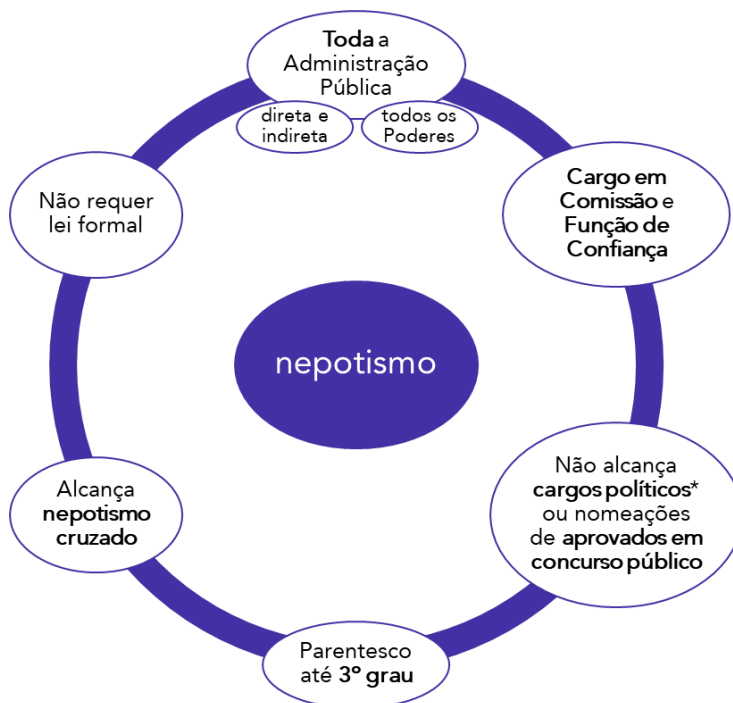 Toda a
Administração
Pública
direta e
indireta
todos os
Poderes
Cargo em
Comissão e
Função de
Confiança
Não alcança
cargos políticos*
ou nomeações
de aprovados em
concurso público
Parentesco
até 3º grau
Alcança
nepotismo
cruzado
Não requer
lei formal
nepotismo